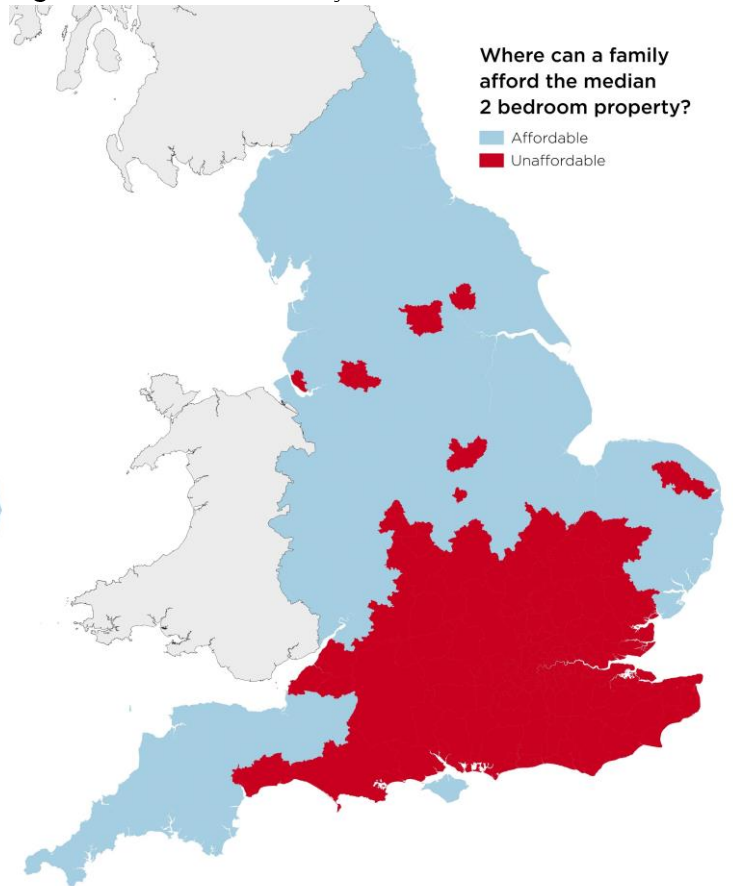 Where can a family
afford the median
2 bedroom property?
Affordable
Unaffordable